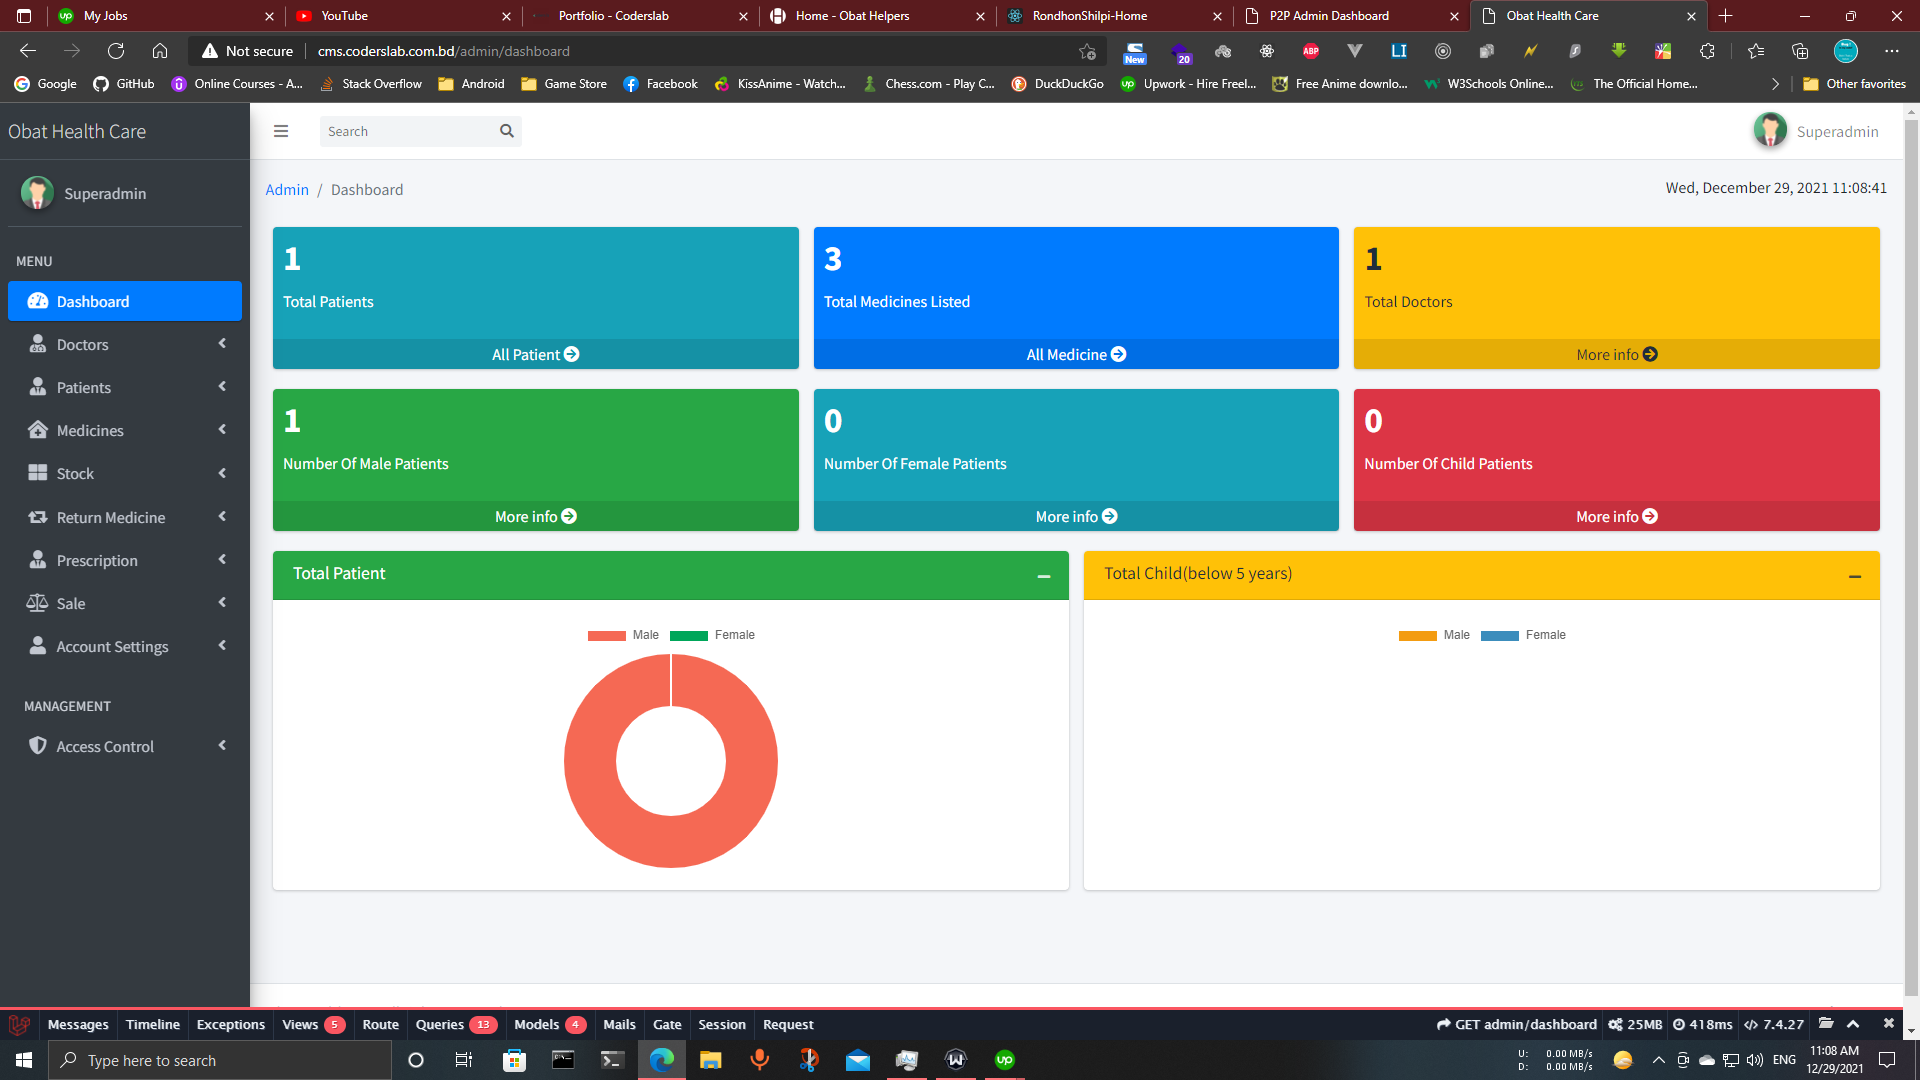 My Jobs
YouTube
Portfolio - Coderslab
Home - Obat Helpers
RondhonShilpi-Home
P2P Admin Dashboard
Obat Health Care
Not secure
cms.coderslab.com.bd/admin/dashboard
New
20
ABP
LI
Google
GitHub
Online Courses - A...
Stack Overflow
Android
Game Store
Facebook
KissAnime - Watch...
Chess.com - Play C...
DuckDuckGo
Upwork - Hire Freel...
Free Anime downlo...
W3Schools Online...
The Official Home...
Other favorites
Obat Health Care
Search
Superadmin
Superadmin
Admin / Dashboard
Wed, December 29, 2021 11:08:41
MENU
Dashboard
Doctors
Patients
Medicines
Stock
Return Medicine
Prescription
Sale
Account Settings
MANAGEMENT
Access Control
1
Total Patients
All Patient
3
Total Medicines Listed
All Medicine
1
Total Doctors
More info
1
Number Of Male Patients
More info
0
Number Of Female Patients
More info
0
Number Of Child Patients
More info
Total Patient
Male
Female
Total Child(below 5 years)
Male
Female
Messages
Timeline
Exceptions
Views 5
Route
Queries 13
Models 4
Mails
Gate
Session
Request
GET admin/dashboard
25MB
418ms
7.4.27
Type here to search
U: 0.00 MB/s
D: 0.00 MB/s
ENG
11:08 AM
12/29/2021